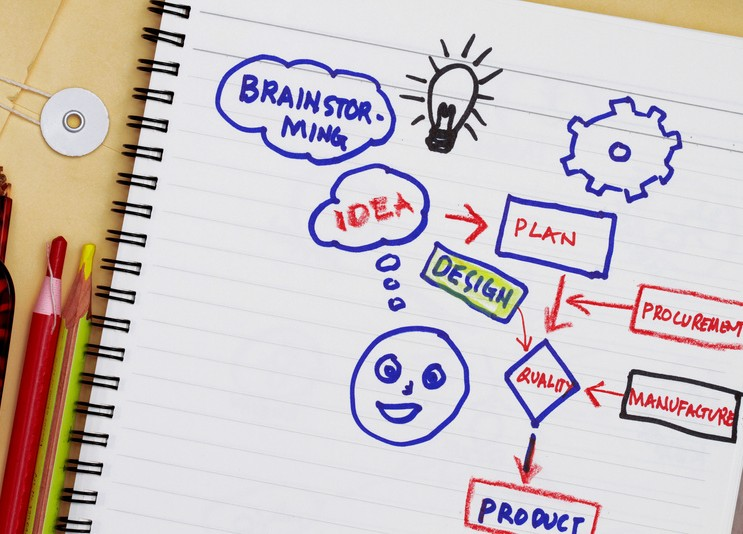 BRAINSTOR-
MING
IDEA
PLAN
DESIGN
PROCUREMENT
QUALITY
MANUFACTURE
PRODUCT